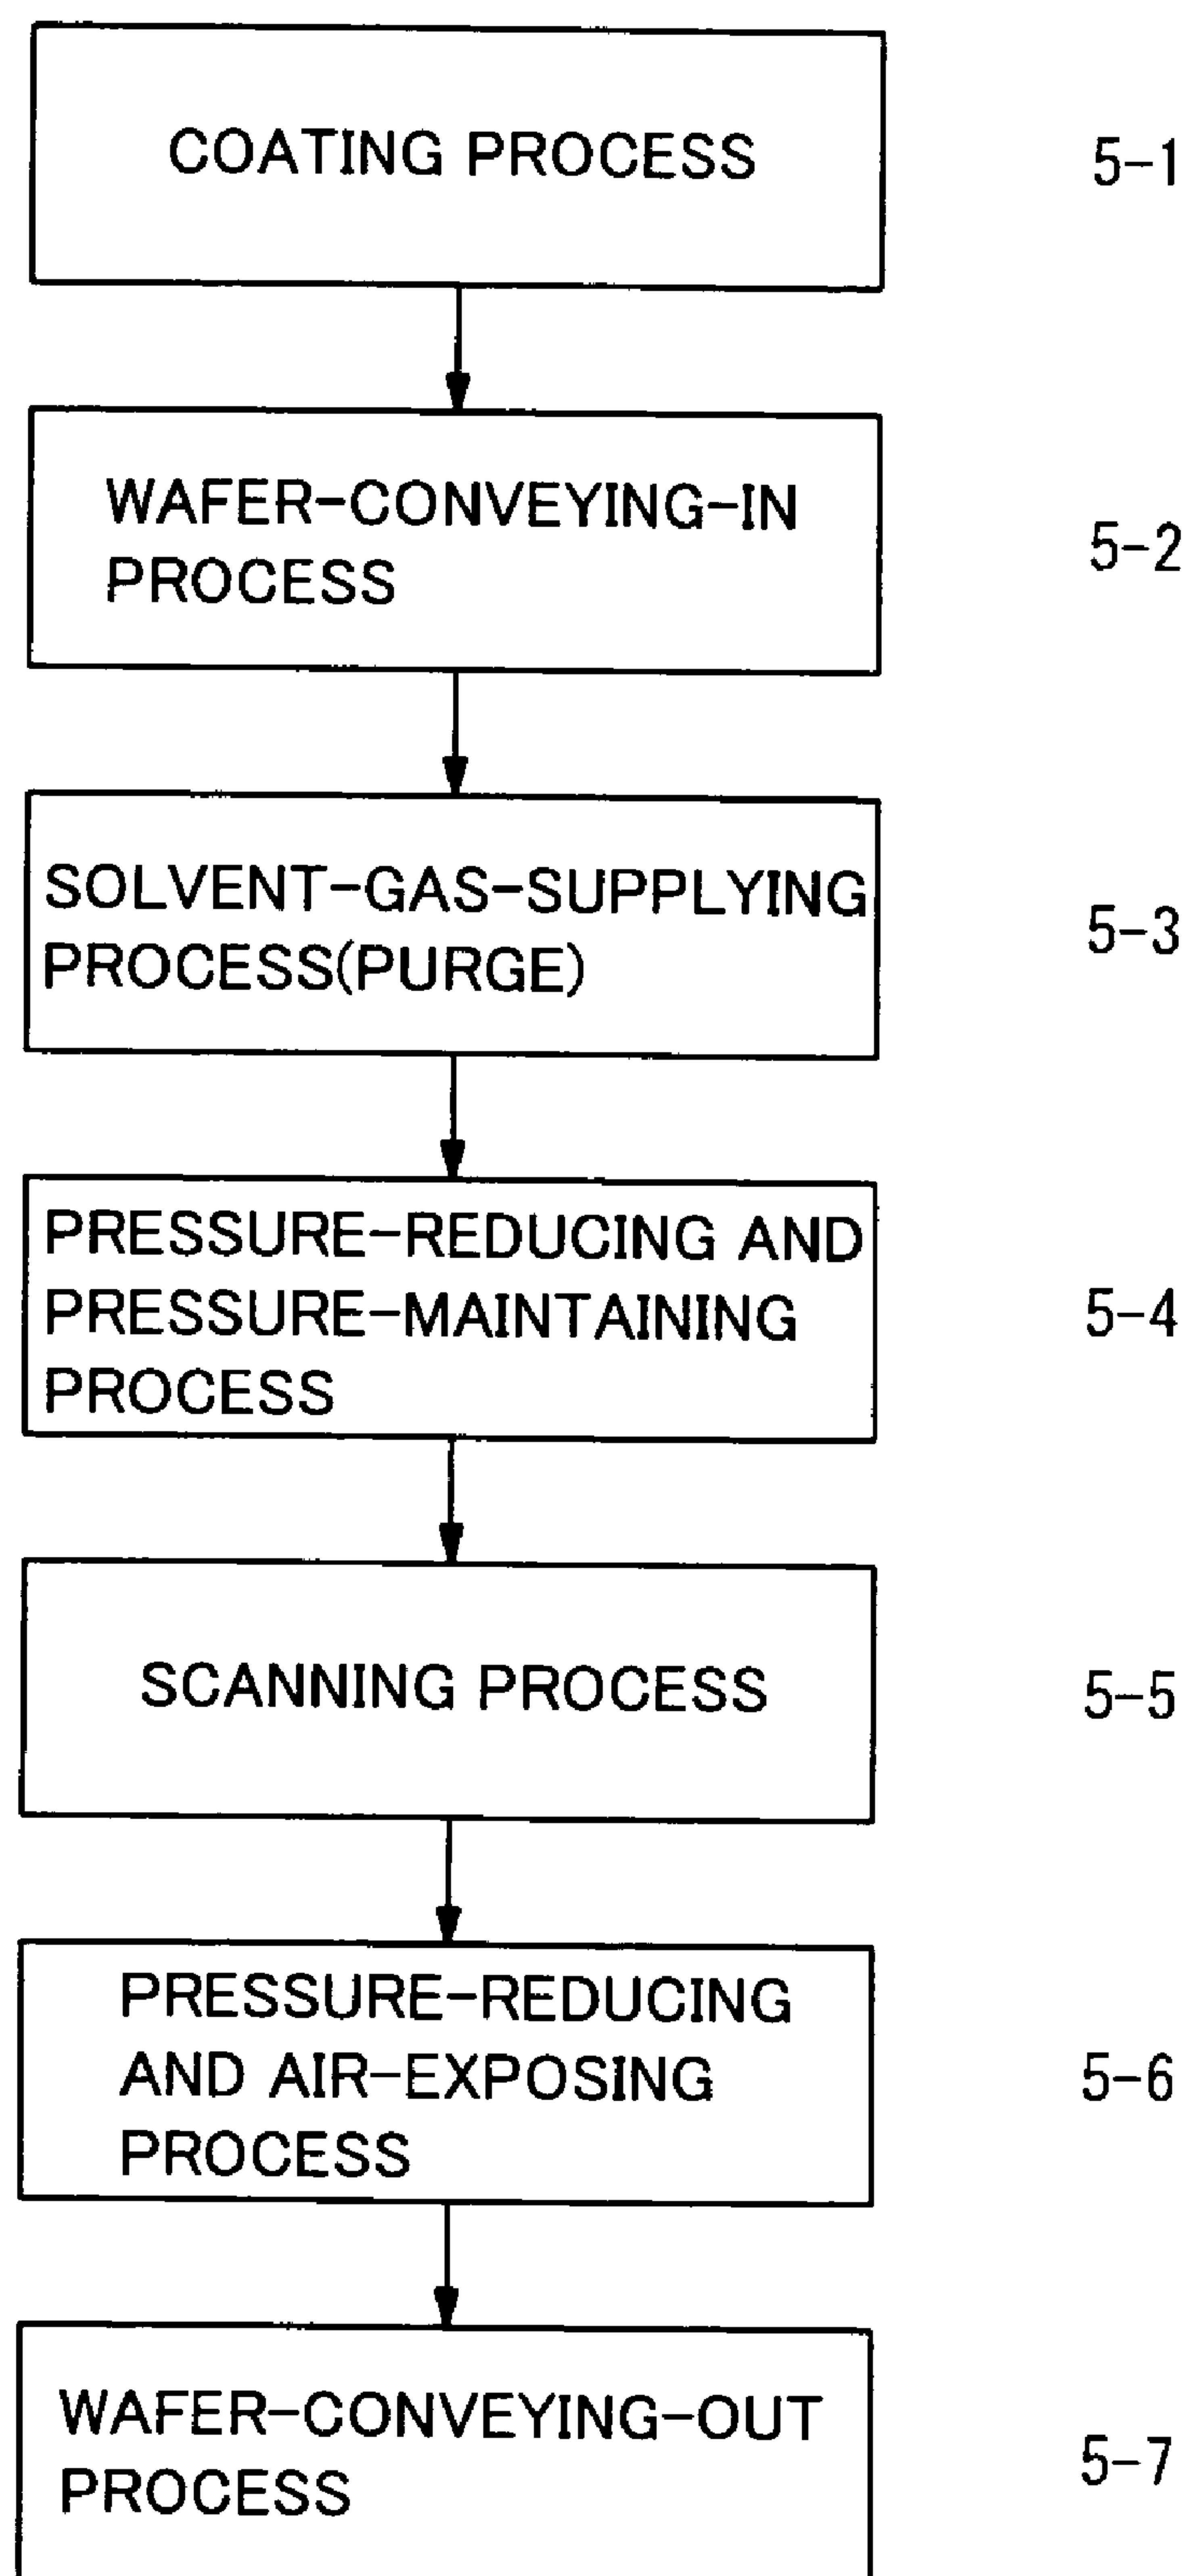 COATING PROCESS
5-1
WAFER-CONVEYING-IN
PROCESS
5-2
SOLVENT-GAS-SUPPLYING
PROCESS(PURGE)
5-3
PRESSURE-REDUCING AND
PRESSURE-MAINTAINING
PROCESS
5-4
SCANNING PROCESS
5-5
PRESSURE-REDUCING
AND AIR-EXPOSING
PROCESS
5-6
WAFER-CONVEYING-OUT
PROCESS
5-7